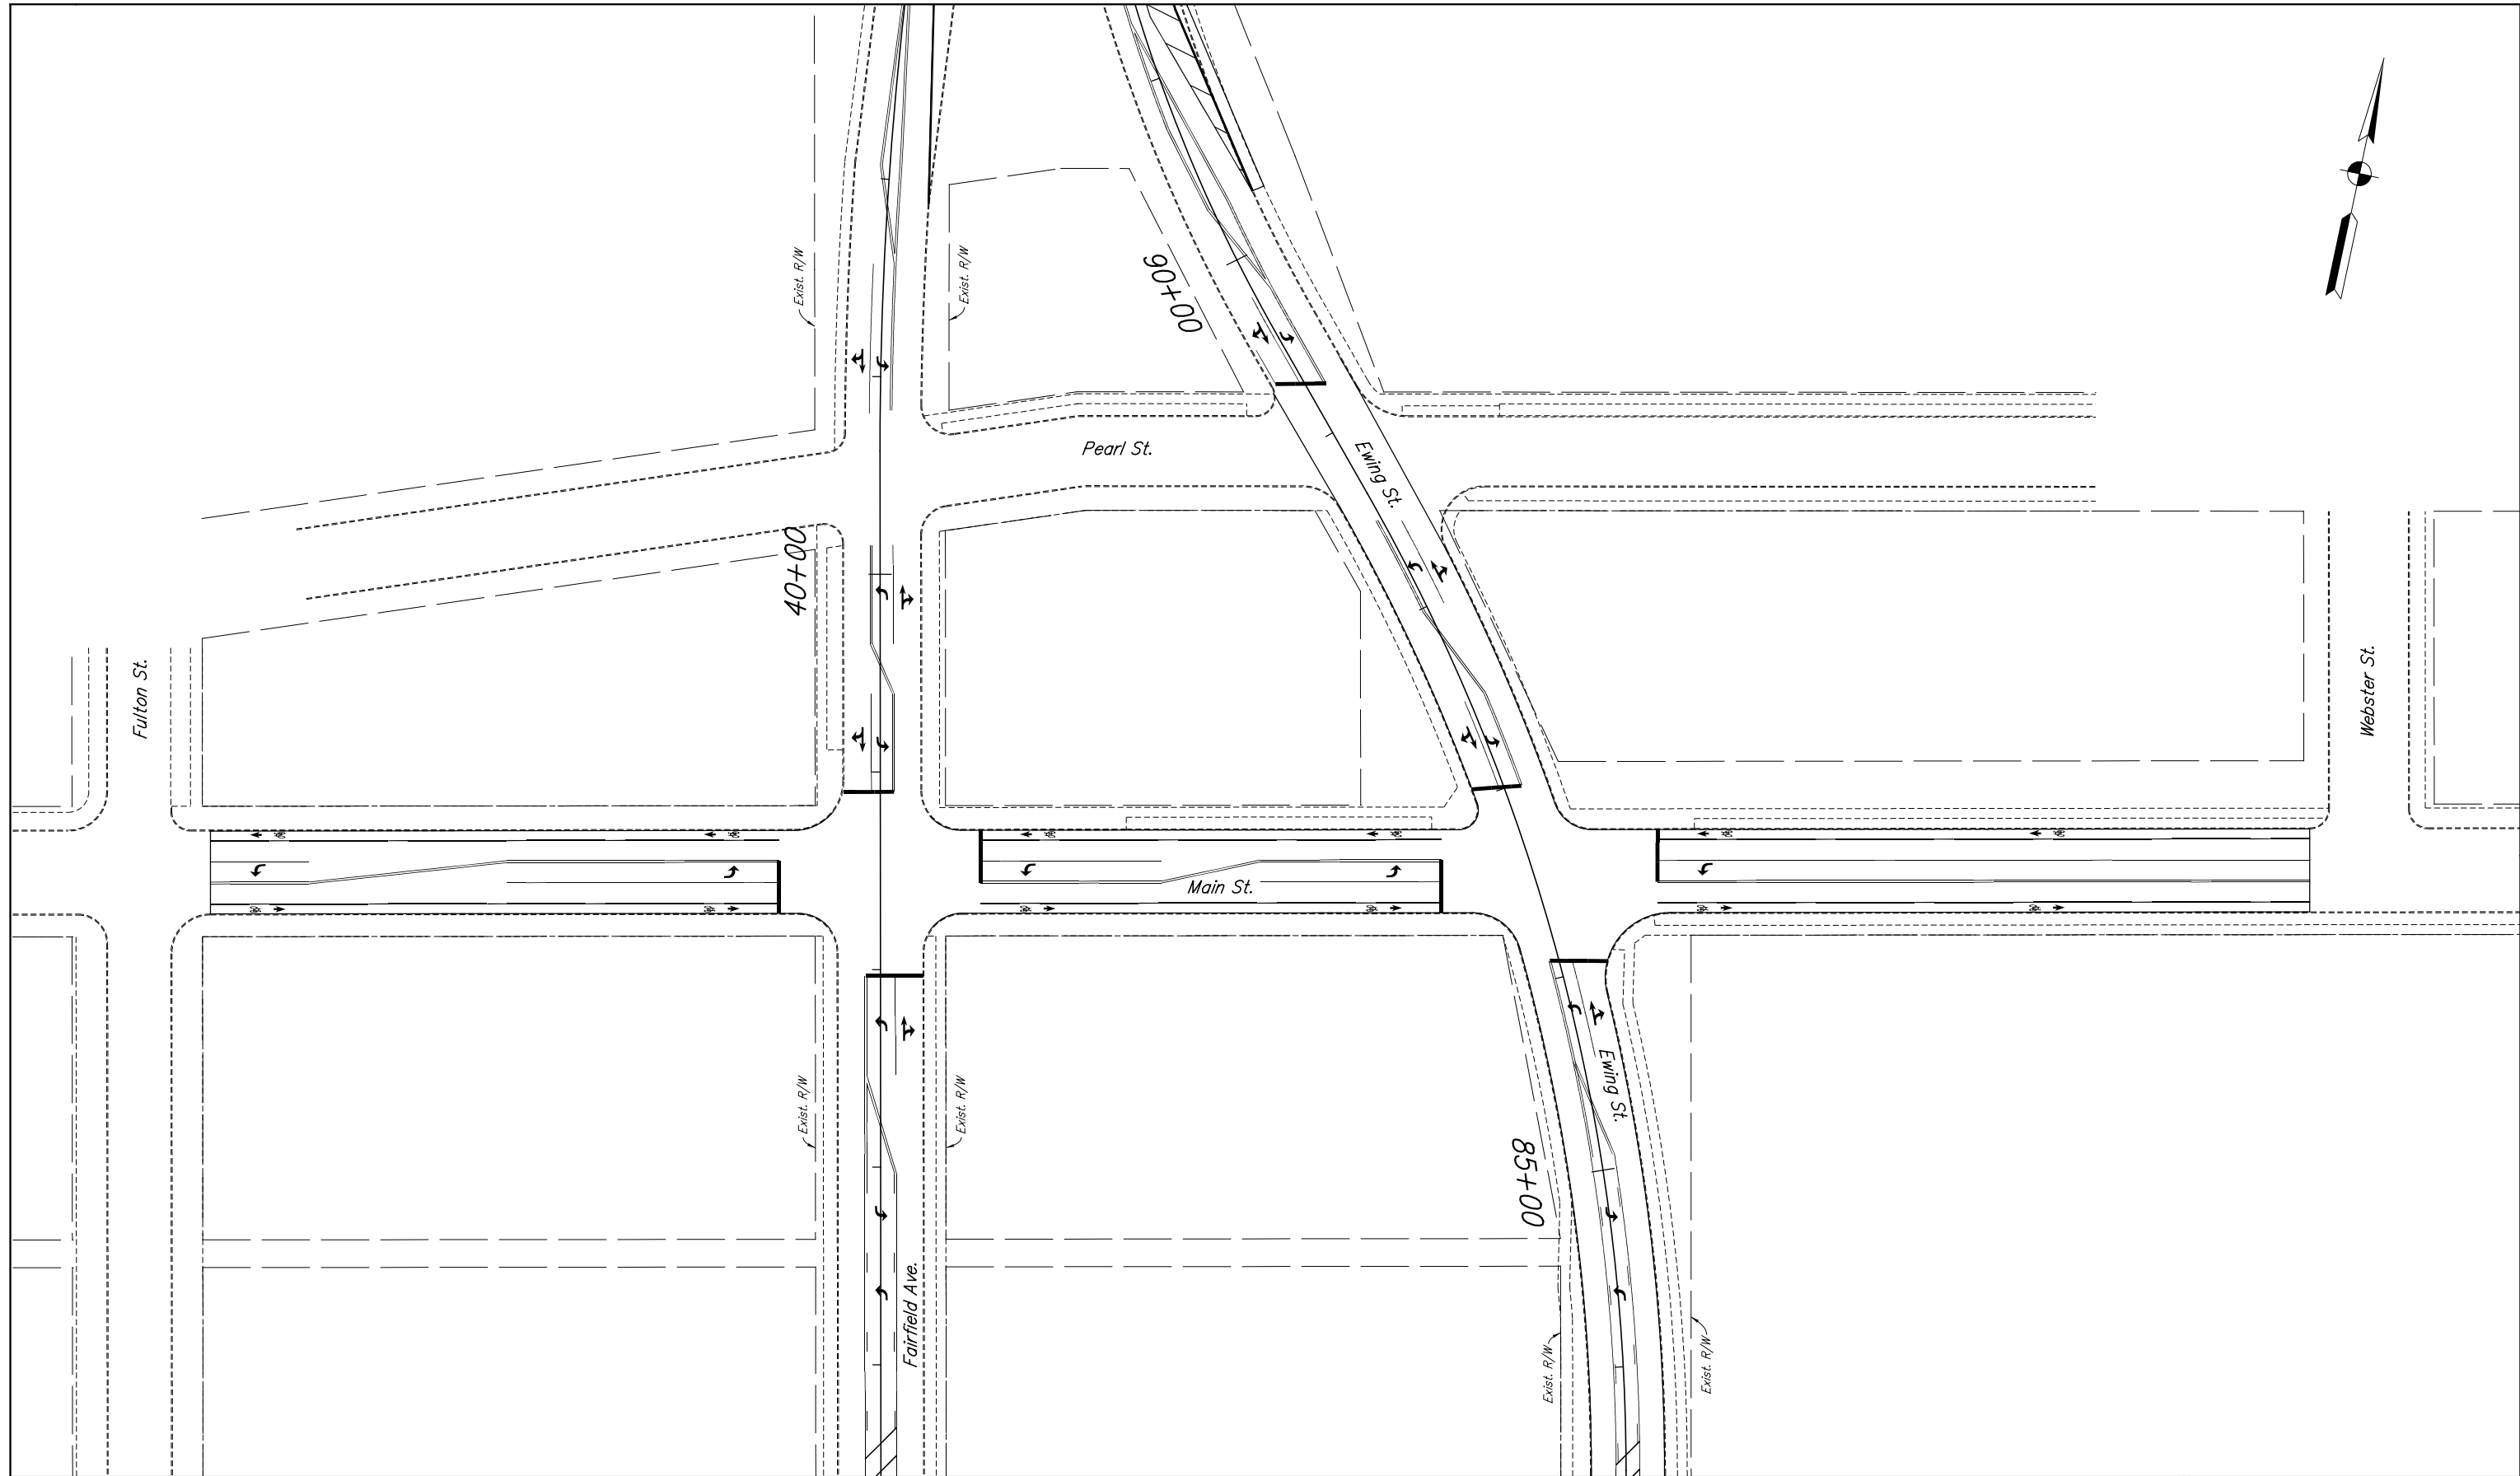 Exist. R/W
Exist. R/W
90+00
Pearl St.
Ewing St.
40+00
Fulton St.
Webster St.
Main St.
Ewing St.
Exist. R/W
Exist. R/W
85+00
Fairfield Ave.
Exist. R/W
Exist. R/W